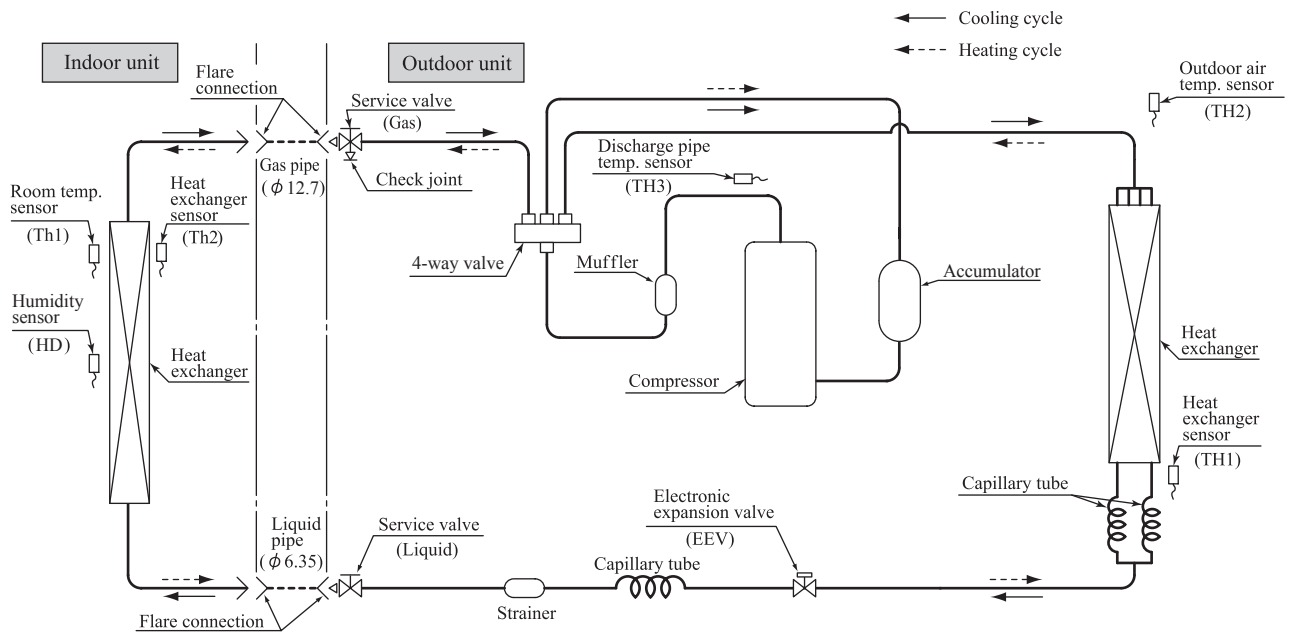 Cooling cycle
Heating cycle
Indoor unit
Outdoor unit
Flare
connection
Service valve
(Gas)
Outdoor air
temp. sensor
(TH2)
Discharge pipe
temp. sensor
(TH3)
Gas pipe
(ϕ 12.7)
Check joint
Room temp.
sensor
(Th1)
Heat
exchanger
sensor
(Th2)
4-way valve
Muffler
Accumulator
Humidity
sensor
(HD)
Heat
exchanger
Heat
exchanger
Compressor
Heat
exchanger
sensor
(TH1)
Capillary tube
Electronic
expansion valve
(EEV)
Liquid
pipe
(ϕ 6.35)
Service valve
(Liquid)
Capillary tube
Strainer
Flare connection